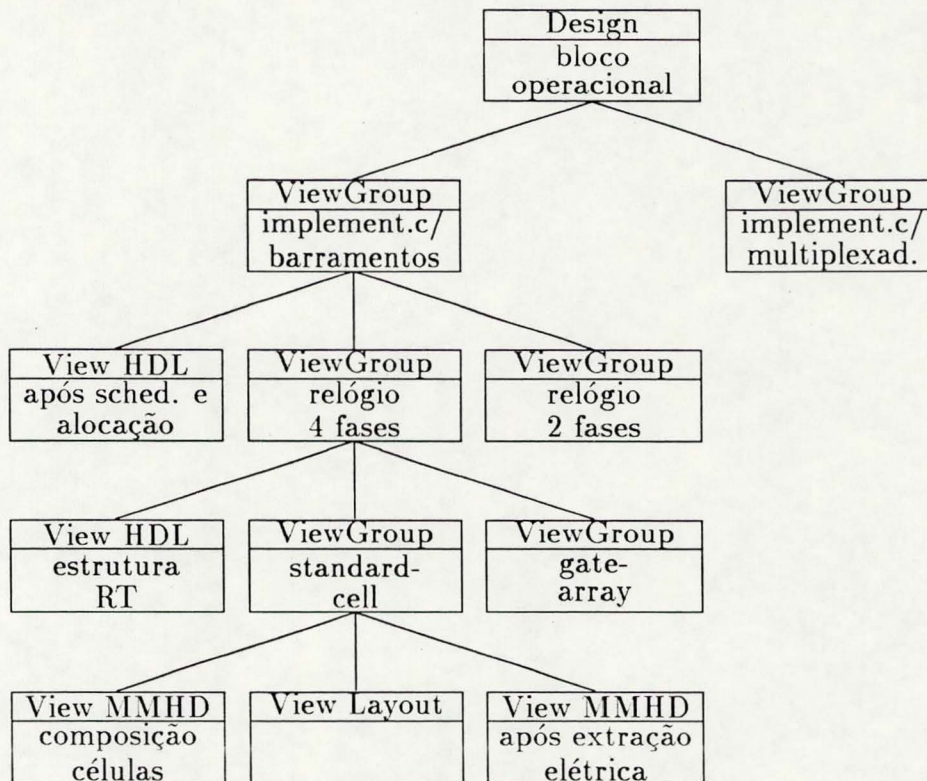 Design
bloco
operacional
ViewGroup
implement.c/
barramentos
ViewGroup
implement.c/
multiplexad.
View HDL
após sched. e
alocação
ViewGroup
relógio
4 fases
ViewGroup
relógio
2 fases
View HDL
estrutura
RT
ViewGroup
standard-
cell
ViewGroup
gate-
array
View MMHD
composição
células
View Layout
View MMHD
após extração
elétrica